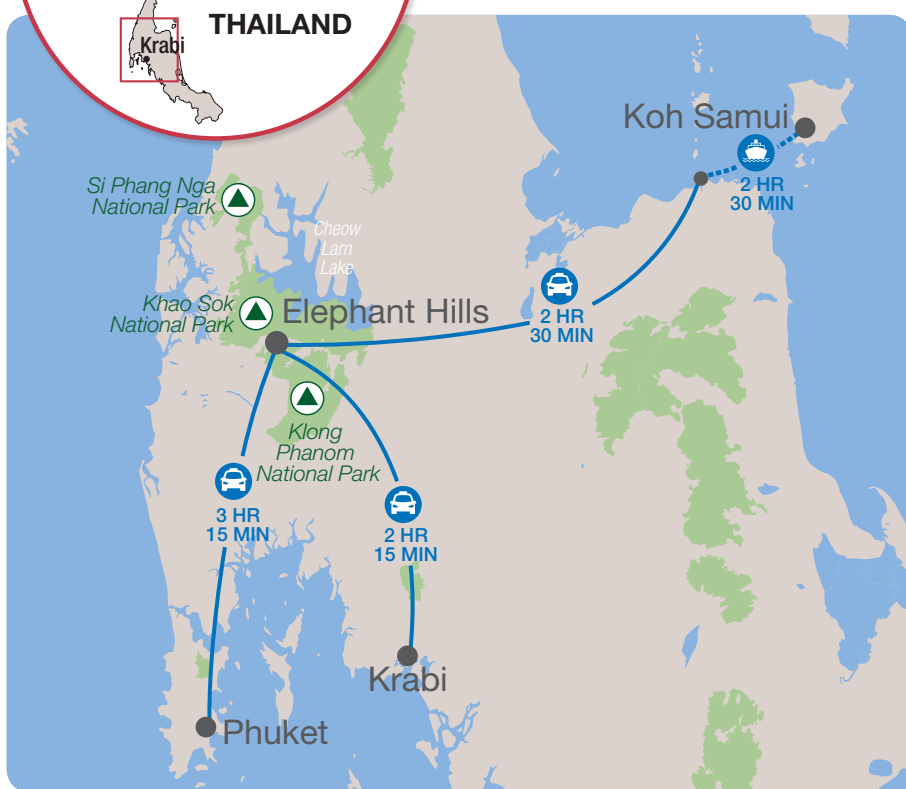 THAILAND
Krabi
Koh Samui
2 HR
30 MIN
Si Phang Nga
National Park
Cheow
Larn
Lake
Khao Sok
National Park
Elephant Hills
2 HR
30 MIN
Klong
Phanom
National Park
3 HR
15 MIN
2 HR
15 MIN
Krabi
Phuket